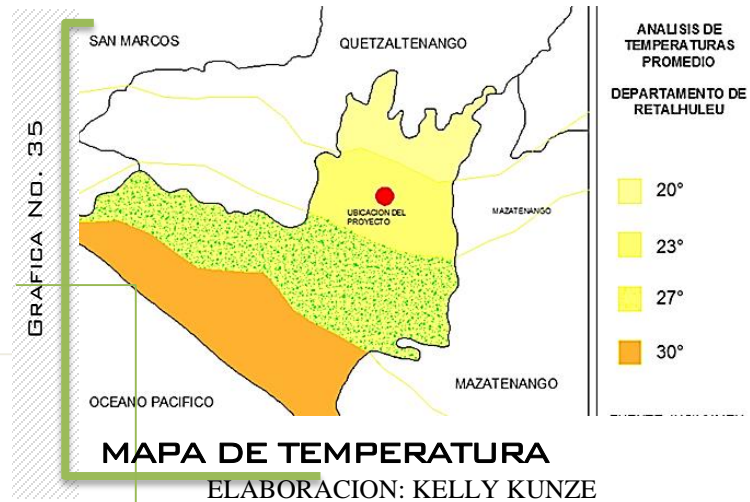 GRAFICA NO. 35
SAN MARCOS
QUETZALTENANGO
UBICACION DEL
PROYECTO
MAZATENANGO
MAZATENANGO
OCEANO PACIFICO
ANALISIS DE
TEMPERATURAS
PROMEDIO
DEPARTAMENTO DE
RETALHULEU
20°
23°
27°
30°
MAPA DE TEMPERATURA
ELABORACION: KELLY KUNZE